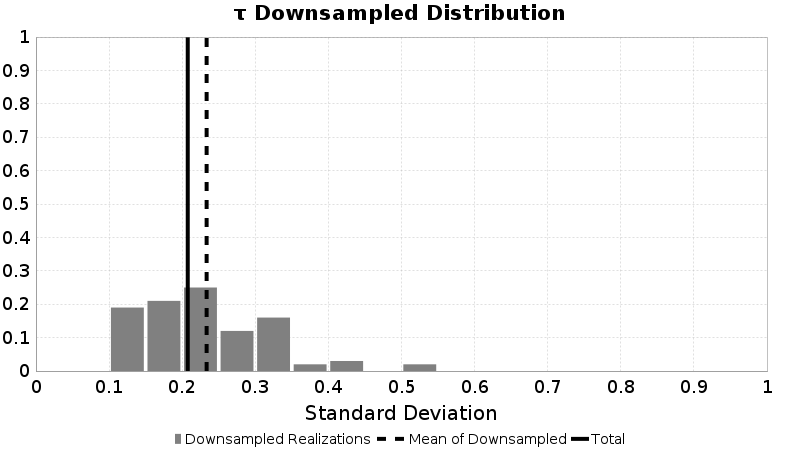 τ Downsampled Distribution
1
0.9
0.8
0.7
0.6
0.5
0.4
0.3
0.2
0.1
0
0 0.1 0.2 0.3 0.4 0.5 0.6 0.7 0.8 0.9 1
Standard Deviation
Downsampled Realizations Mean of Downsampled Total